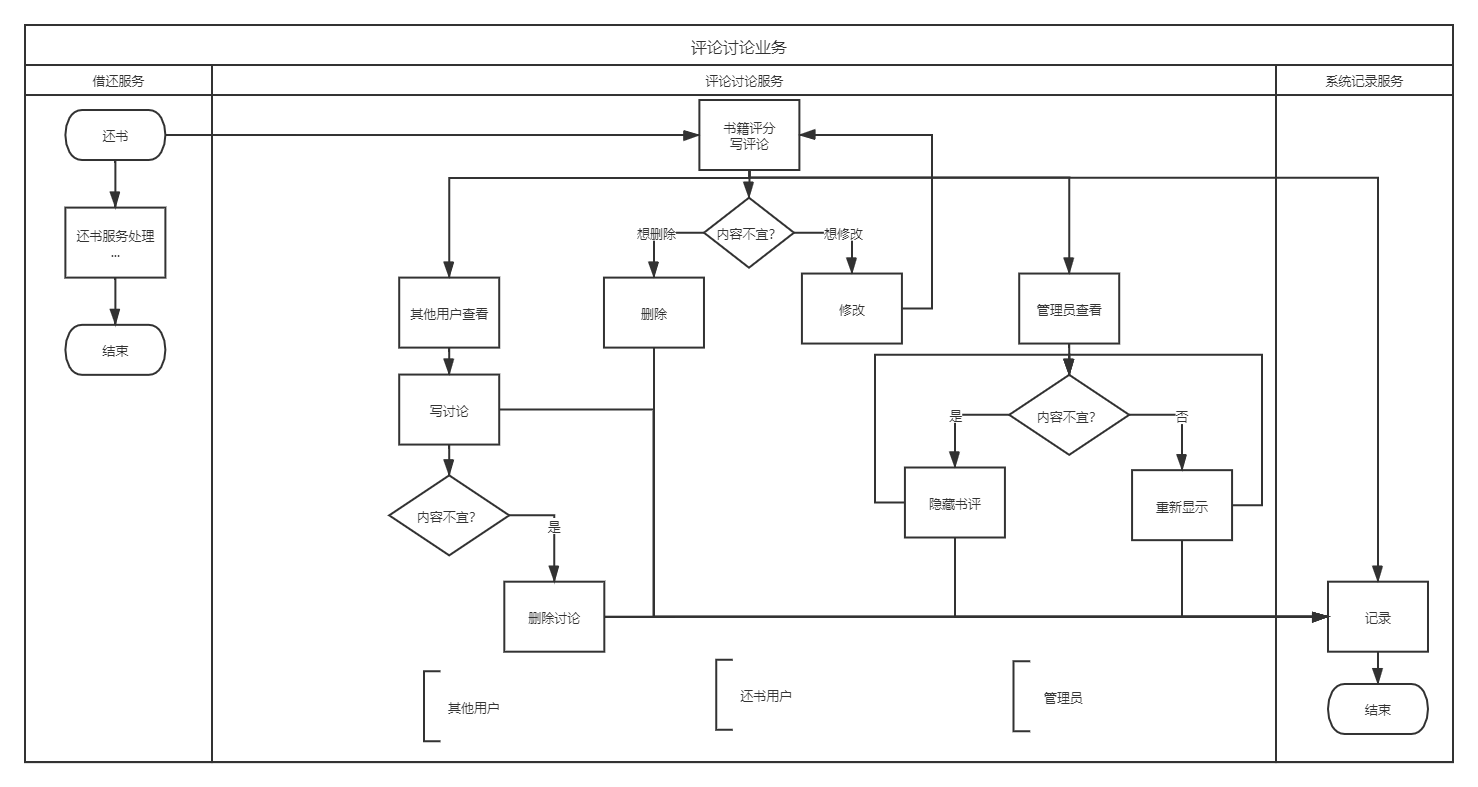 评论讨论业务
借还服务
评论讨论服务
系统记录服务
还书
书籍评分
写评论
还书服务处理
...
想删除
内容不宜?
想修改
其他用户查看
删除
修改
管理员查看
结束
写讨论
是
内容不宜?
否
内容不宜?
是
隐藏书评
重新显示
删除讨论
记录
其他用户
还书用户
管理员
结束